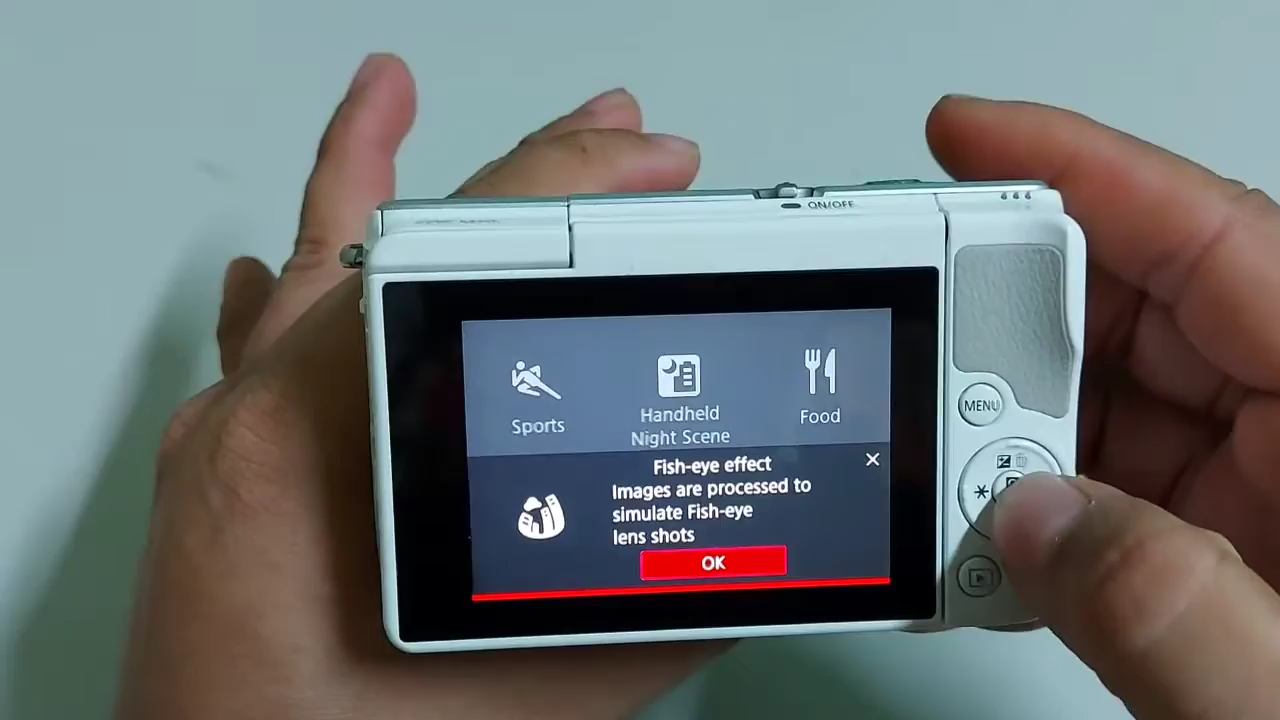 ON/OFF
Sports
Handheld
Night Scene
Food
MENU
Fish-eye effect
Images are processed to
simulate Fish-eye
lens shots
OK